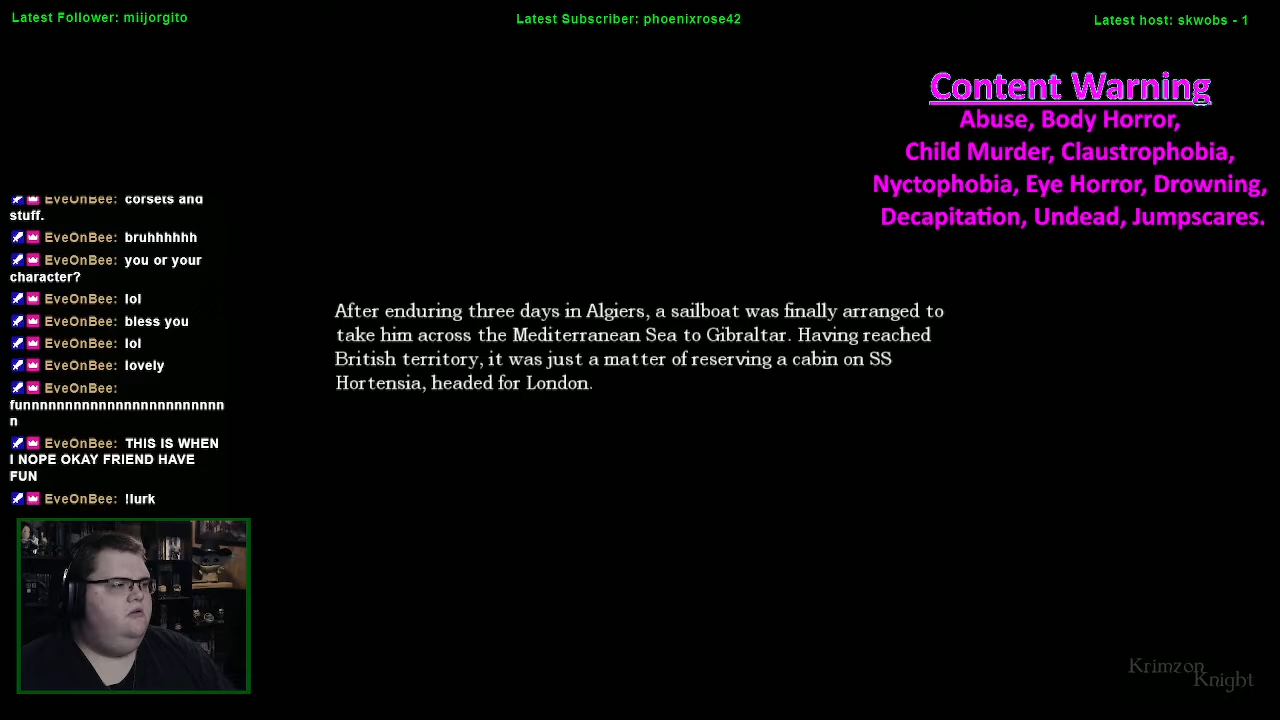 Latest Follower: miijorgito
Latest Subscriber: phoenixrose42
Latest host: skwobs - 1
Content Warning
Abuse, Body Horror,
Child Murder, Claustrophobia,
Nyctophobia, Eye Horror, Drowning,
Decapitation, Undead, Jumpscares.
EveOnBee: corsets and
stuff.
EveOnBee: bruhhhhhh
EveOnBee: you or your
character?
EveOnBee: lol
EveOnBee: bless you
EveOnBee: lol
EveOnBee: lovely
EveOnBee:
funnnnnnnnnnnnnnnnnnnnnnnn
n
EveOnBee: THIS IS WHEN
I NOPE OKAY FRIEND HAVE
FUN
EveOnBee: !lurk
After enduring three days in Algiers, a sailboat was finally arranged to
take him across the Mediterranean Sea to Gibraltar. Having reached
British territory, it was just a matter of reserving a cabin on SS
Hortensia, headed for London.
Krimzon
Knight